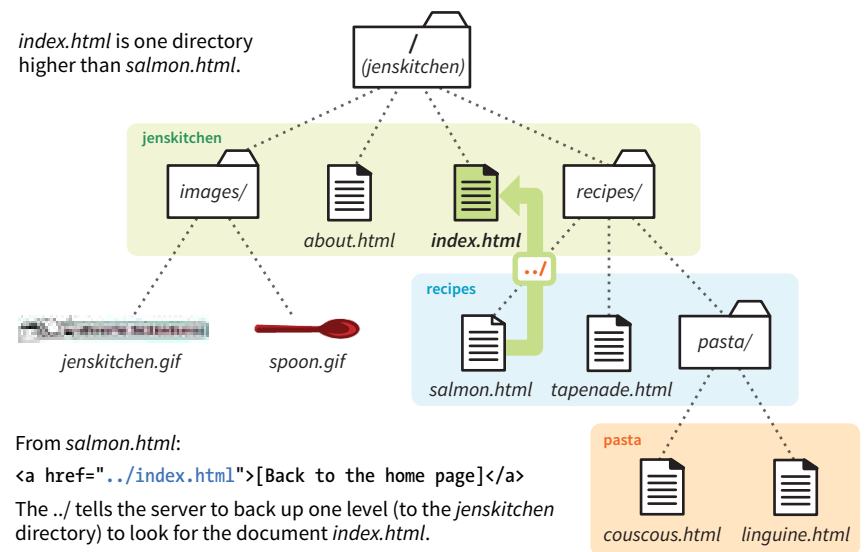 index.html is one directory
higher than salmon.html.
/
(jenskitchen)
jenskitchen
images/
about.html
index.html
recipes/
../
recipes
jenskitchen.gif
spoon.gif
salmon.html
tapenade.html
pasta/
From salmon.html:
<a href="../index.html">[Back to the home page]</a>
The ../ tells the server to back up one level (to the jenskitchen
directory) to look for the document index.html.
pasta
couscous.html
linguine.html